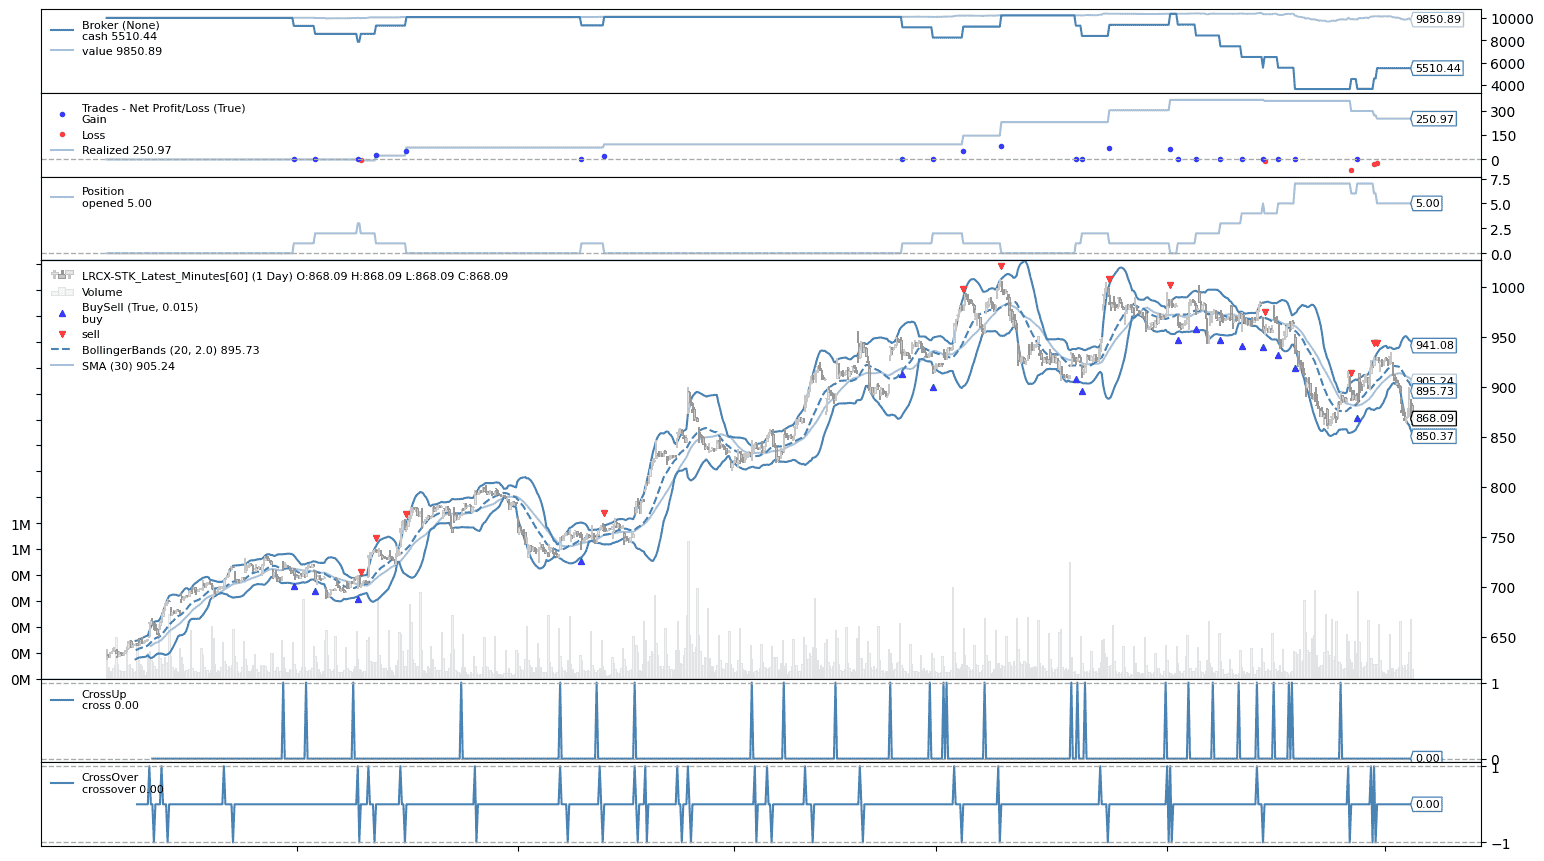 Broker (None)
cash 5510.44
value 9850.89
9850.89
5510.44
10000
8000
6000
4000
Trades - Net Profit/Loss (True)
Gain
Loss
Realized 250.97
250.97
300
150
0
Position
opened 5.00
5.00
7.5
5.0
2.5
0.0
LRCX-STK_Latest_Minutes[60] (1 Day) O:868.09 H:868.09 L:868.09 C:868.09
Volume
BuySell (True, 0.015)
buy
sell
BollingerBands (20, 2.0) 895.73
SMA (30) 905.24
1M
1M
0M
0M
0M
0M
0M
941.08
905.24
895.73
868.09
850.37
1000
950
900
850
800
750
700
650
CrossUp
cross 0.00
0.00
1
0
CrossOver
crossover 0.00
0.00
1
−1